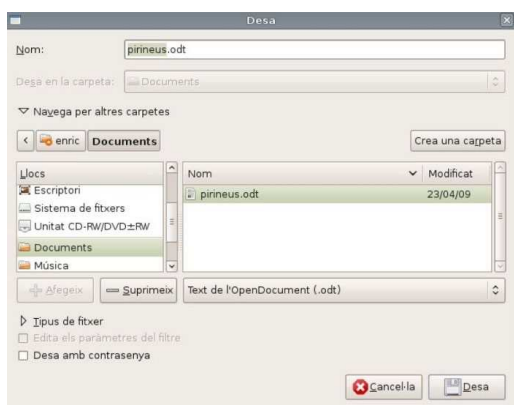 Desa
Nom: pirineus.odt
Desa en la carpeta: Documents
Navega per altres carpetes
enric Documents Crea una carpeta
Llocs Nom Modificat
Escriptori pirineus.odt 23/04/09
Sistema de fitxers
Unitat CD-RW/DVD±RW
Documents
Música
Afegeix Suprimeix Text de l'OpenDocument (.odt)
Tipus de fitxer
Edita els paràmetres del filtre
Desa amb contrasenya
Cancel·la Desa